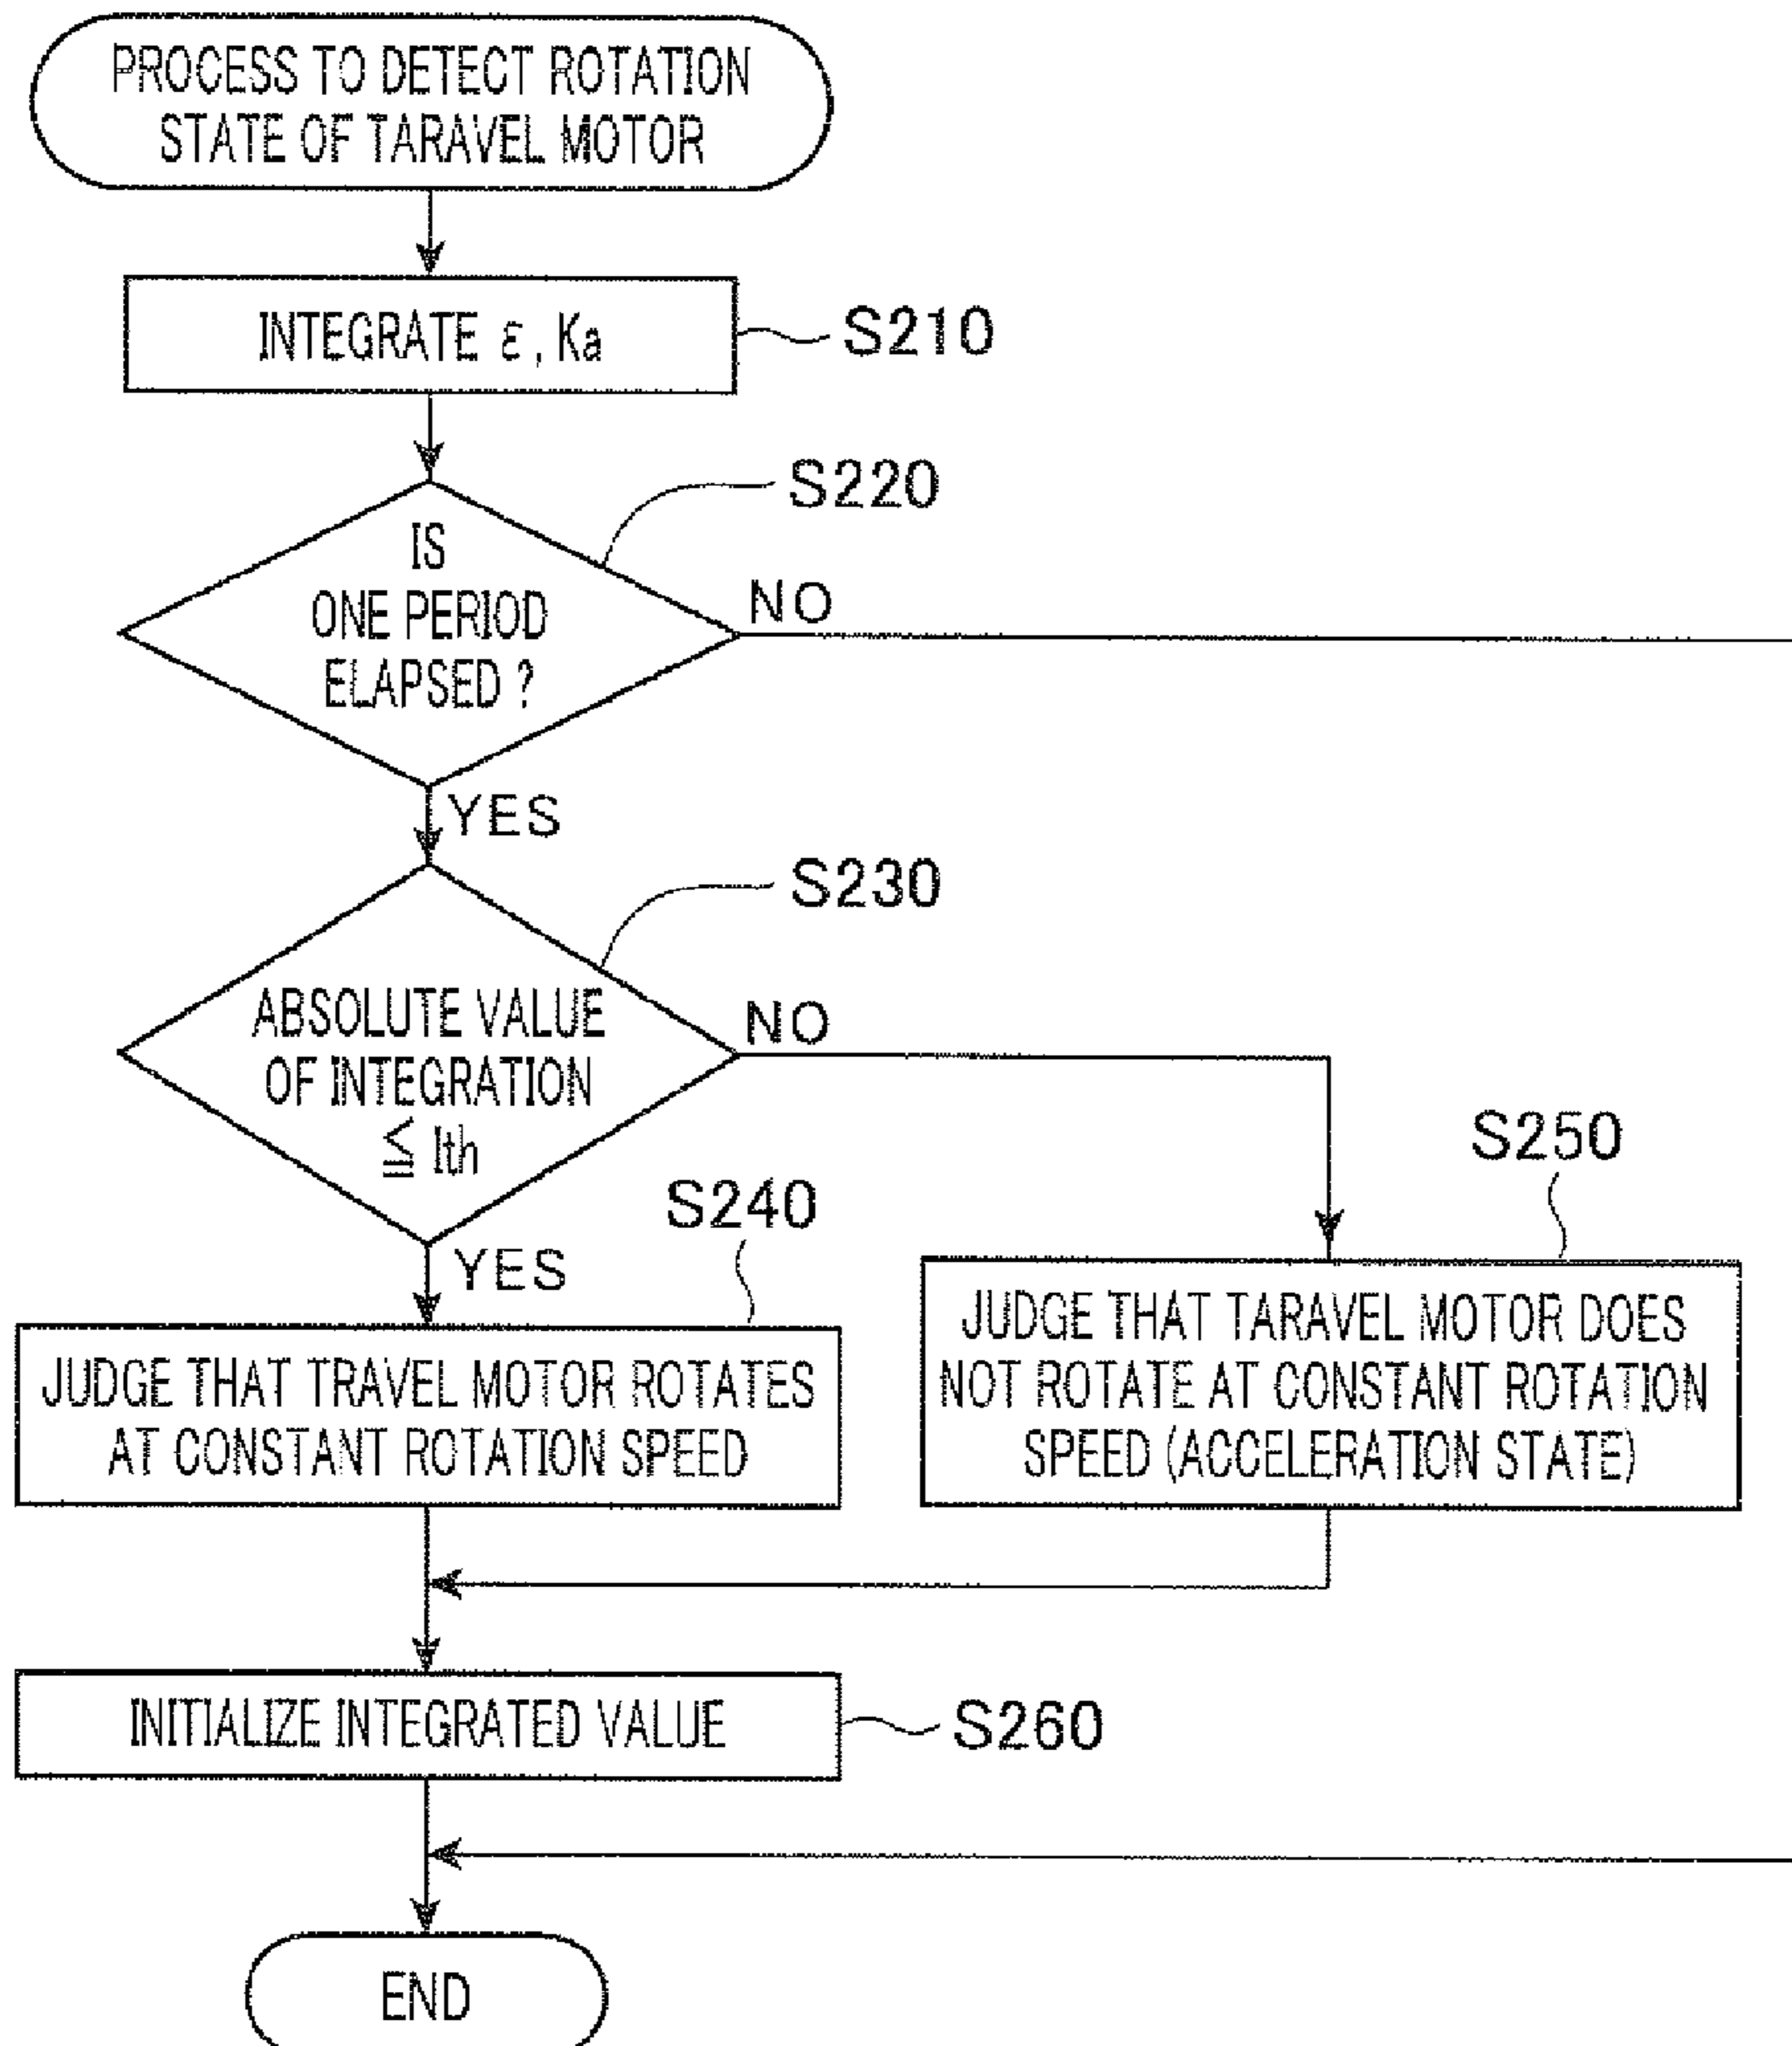 PROCESS TO DETECT ROTATION
STATE OF TARAVEL MOTOR
INTEGRATE ε, Ka
S210
S220
IS
ONE PERIOD
ELAPSED ?
NO
YES
S230
ABSOLUTE VALUE
OF INTEGRATION
≦ Ith
NO
YES
S240
JUDGE THAT TRAVEL MOTOR ROTATES
AT CONSTANT ROTATION SPEED
S250
JUDGE THAT TARAVEL MOTOR DOES
NOT ROTATE AT CONSTANT ROTATION
SPEED (ACCELERATION STATE)
INITIALIZE INTEGRATED VALUE
S260
END